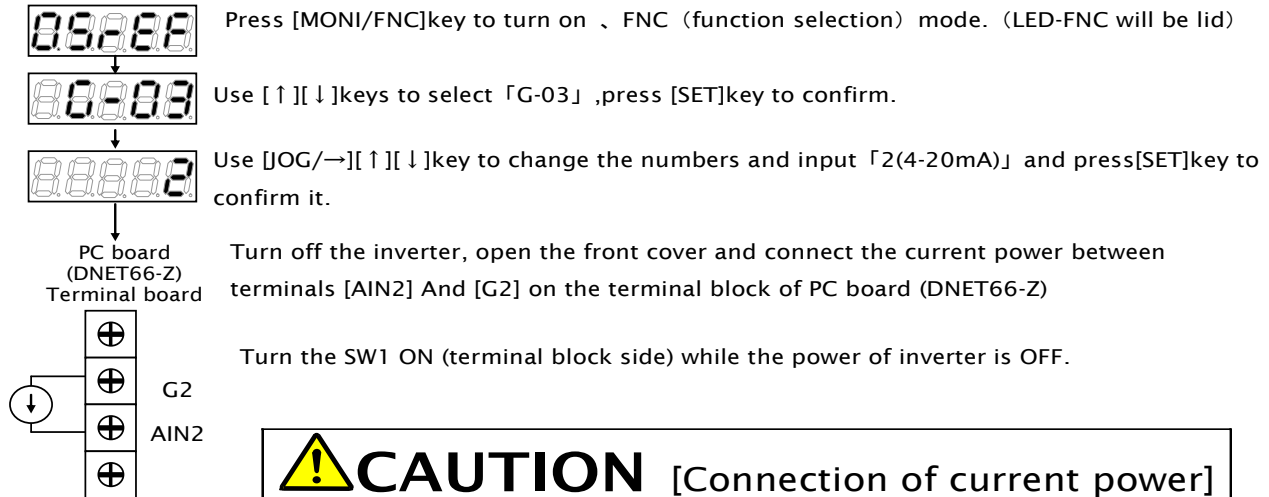 0.SrEF
Press [MONI/FNC]key to turn on 、FNC（function selection）mode.（LED-FNC will be lid）
G-03
Use [↑][↓]keys to select「G-03」,press [SET]key to confirm.
2
Use [JOG/→][↑][↓]key to change the numbers and input「2(4-20mA)」and press[SET]key to
confirm it.
PC board
(DNET66-Z)
Terminal board
Turn off the inverter, open the front cover and connect the current power between
terminals [AIN2] And [G2] on the terminal block of PC board (DNET66-Z)
Turn the SW1 ON (terminal block side) while the power of inverter is OFF.
G2
AIN2
CAUTION [Connection of current power]